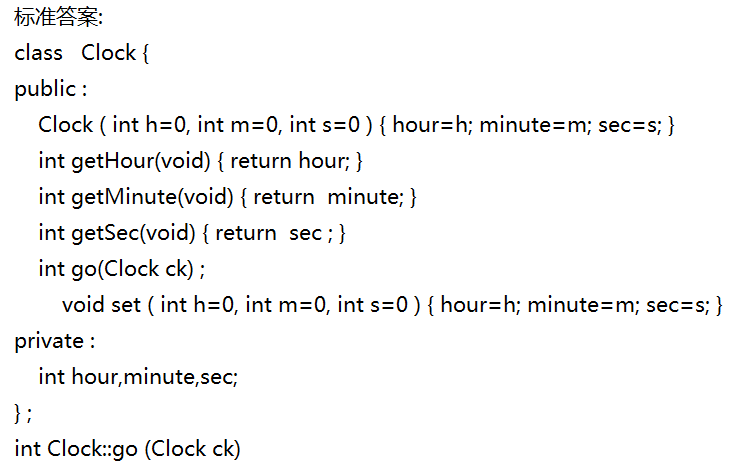 标准答案:
class   Clock {
public :
    Clock ( int h=0, int m=0, int s=0 ) { hour=h; minute=m; sec=s; }
    int getHour(void) { return hour; }
    int getMinute(void) { return  minute; }
    int getSec(void) { return  sec ; }
    int go(Clock ck) ;
        void set ( int h=0, int m=0, int s=0 ) { hour=h; minute=m; sec=s; }
private :
    int hour,minute,sec;
} ;
int Clock::go (Clock ck)